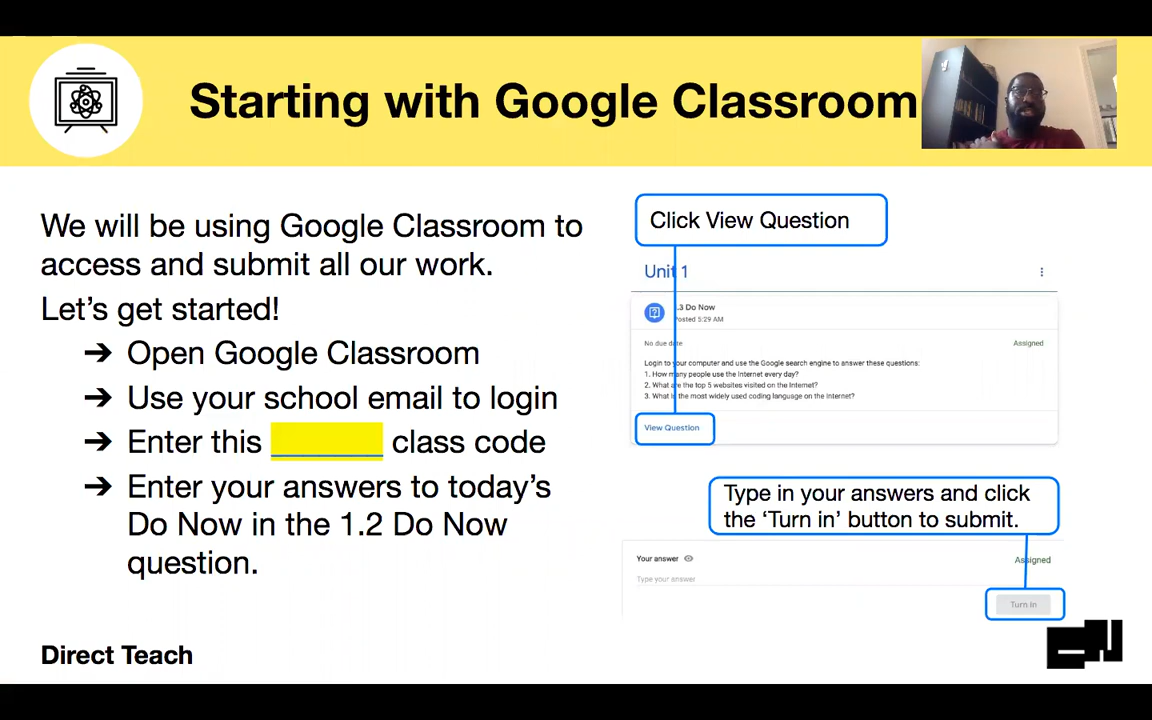 Starting with Google Classroom
We will be using Google Classroom to
access and submit all our work.
Let's get started!
➔ Open Google Classroom
➔ Use your school email to login
➔ Enter this ________ class code
➔ Enter your answers to today's
Do Now in the 1.2 Do Now
question.
Direct Teach
Click View Question
Unit 1
.3 Do Now
Posted 5:29 AM
No due date
Assigned
Login to your computer and use the Google search engine to answer these questions:
1. How many people use the Internet every day?
2. What are the top 5 websites visited on the Internet?
3. What is the most widely used coding language on the Internet?
View Question
Type in your answers and click
the 'Turn in' button to submit.
Your answer
Assigned
Type your answer
Turn in